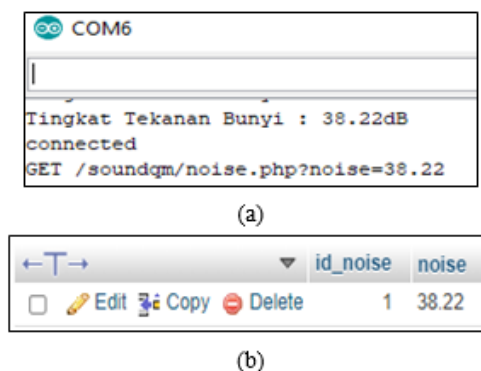 COM6
Tingkat Tekanan Bunyi : 38.22dB
connected
GET /soundqm/noise.php?noise=38.22
(a)
id_noise noise
Edit Copy Delete 1 38.22
(b)